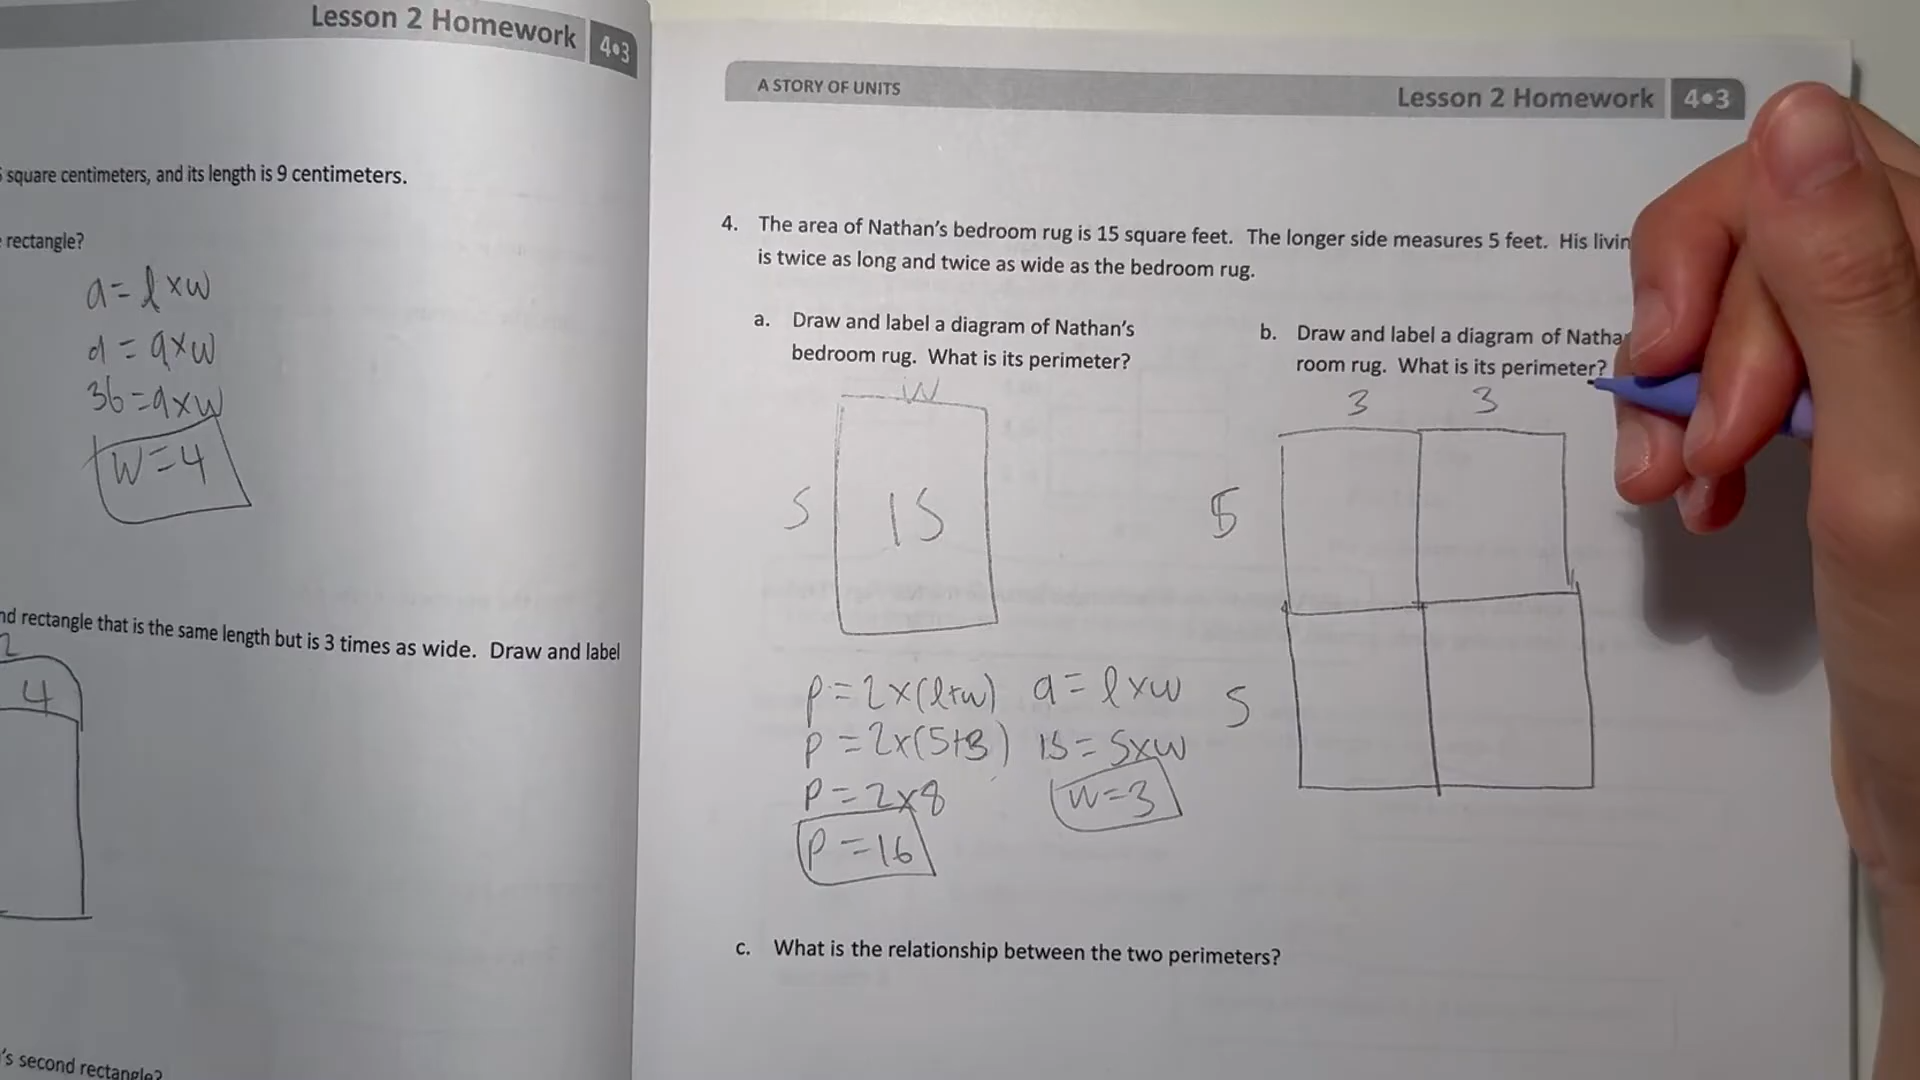 Lesson 2 Homework 4•3
square centimeters, and its length is 9 centimeters.
rectangle?
a = l x w
a = 9 x w
36 = 9 x w
w = 4
nd rectangle that is the same length but is 3 times as wide. Draw and label
2
4
's second rectangle?
A STORY OF UNITS
Lesson 2 Homework 4•3
4. The area of Nathan's bedroom rug is 15 square feet. The longer side measures 5 feet. His livin
is twice as long and twice as wide as the bedroom rug.
a. Draw and label a diagram of Nathan's
bedroom rug. What is its perimeter?
W
5
15
p = 2 x (l + w)
p = 2 x (5 + 3)
p = 2 x 8
p = 16
a = l x w
15 = 5 x w
w = 3
b. Draw and label a diagram of Natha
room rug. What is its perimeter?
3 3
5
5
c. What is the relationship between the two perimeters?